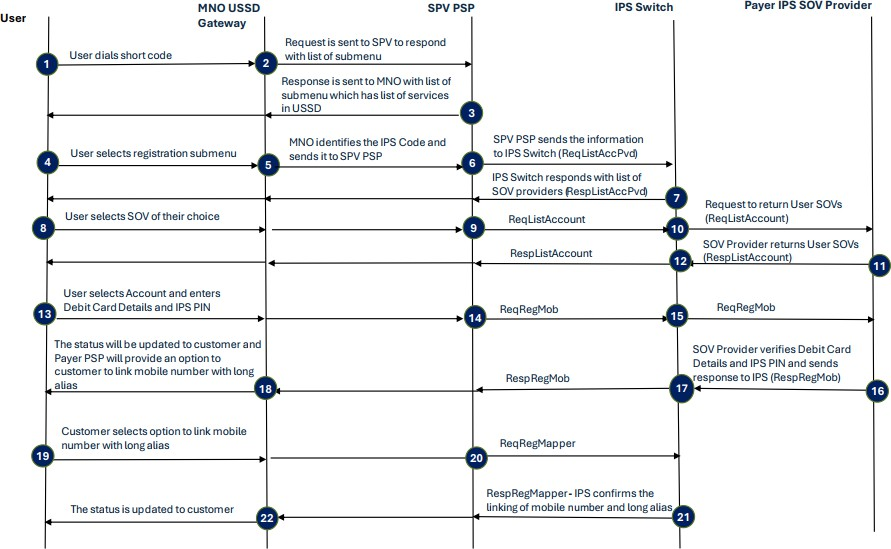 User
MNO USSD
Gateway
SPV PSP
IPS Switch
Payer IPS SOV Provider
1
User dials short code
2
Request is sent to SPV to respond
with list of submenu
Response is sent to MNO with list of
submenu which has list of services
in USSD
3
4
User selects registration submenu
5
MNO identifies the IPS Code and
sends it to SPV PSP
6
SPV PSP sends the information
to IPS Switch (ReqListAccPvd)
IPS Switch responds with list of
SOV providers (RespListAccPvd)
7
8
User selects SOV of their choice
9
ReqListAccount
10
Request to return User SOVs
(ReqListAccount)
RespListAccount
12
SOV Provider returns User SOVs
(RespListAccount)
11
13
User selects Account and enters
Debit Card Details and IPS PIN
14
ReqRegMob
15
ReqRegMob
The status will be updated to customer and
Payer PSP will provide an option to
customer to link mobile number with long
alias
18
RespRegMob
17
SOV Provider verifies Debit Card
Details and IPS PIN and sends
response to IPS (RespRegMob)
16
19
Customer selects option to link mobile
number with long alias
20
ReqRegMapper
The status is updated to customer
22
RespRegMapper - IPS confirms the
linking of mobile number and long alias
21